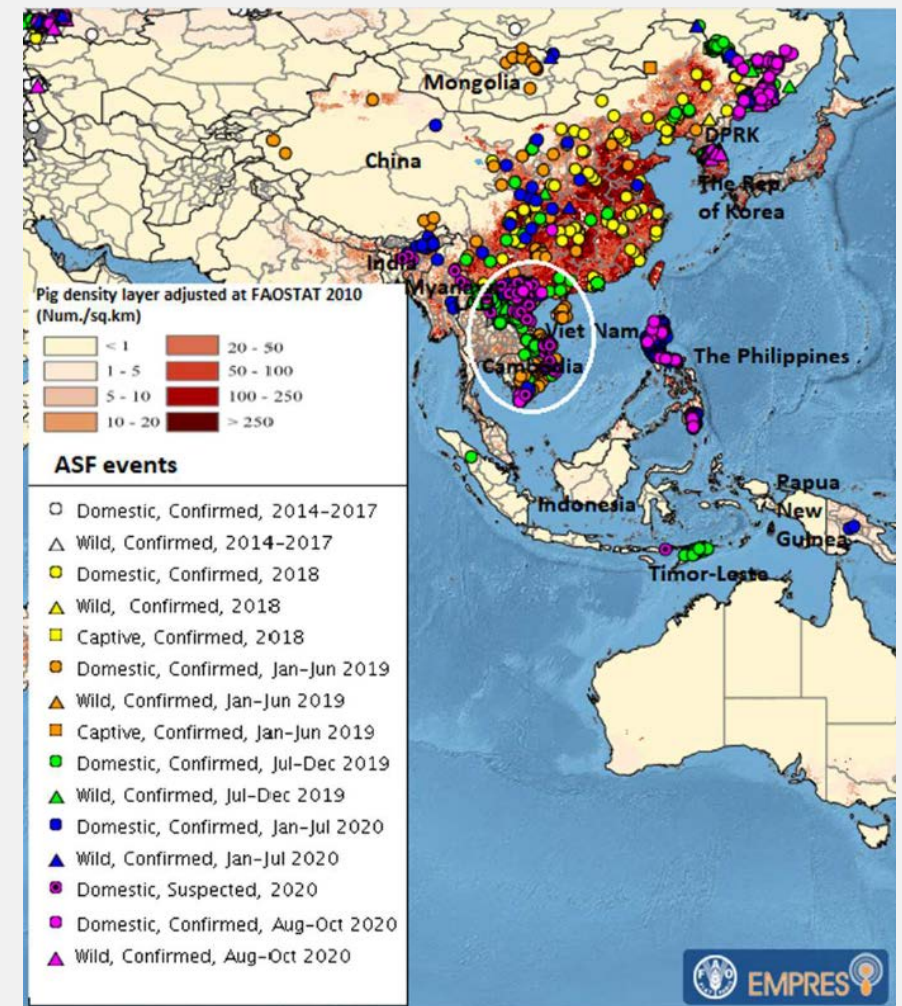 Mongolia
DPRK
China
The Rep
of Korea
India
Myan
Pig density layer adjusted at FAOSTAT 2010
(Num./sq.km)
Viet Nam
The Philippines
Cambodia
< 1
20 - 50
1 - 5
50 - 100
5 - 10
100 - 250
10 - 20
> 250
ASF events
Papua
New
Guinea
Indonesia
Timor-Leste
Domestic, Confirmed, 2014-2017
Wild, Confirmed, 2014-2017
Domestic, Confirmed, 2018
Wild, Confirmed, 2018
Captive, Confirmed, 2018
Domestic, Confirmed, Jan-Jun 2019
Wild, Confirmed, Jan-Jun 2019
Captive, Confirmed, Jan-Jun 2019
Domestic, Confirmed, Jul-Dec 2019
Wild, Confirmed, Jul-Dec 2019
Domestic, Confirmed, Jan-Jul 2020
Wild, Confirmed, Jan-Jul 2020
Domestic, Suspected, 2020
Domestic, Confirmed, Aug-Oct 2020
Wild, Confirmed, Aug-Oct 2020
EMPRES